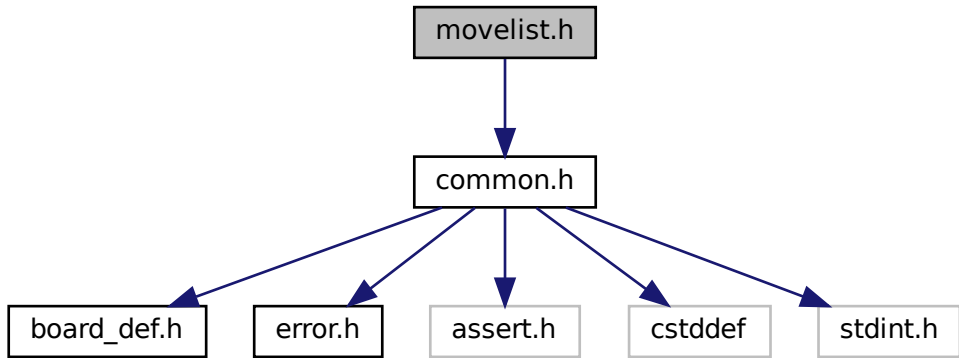 movelist.h
common.h
board_def.h
error.h
assert.h
cstddef
stdint.h